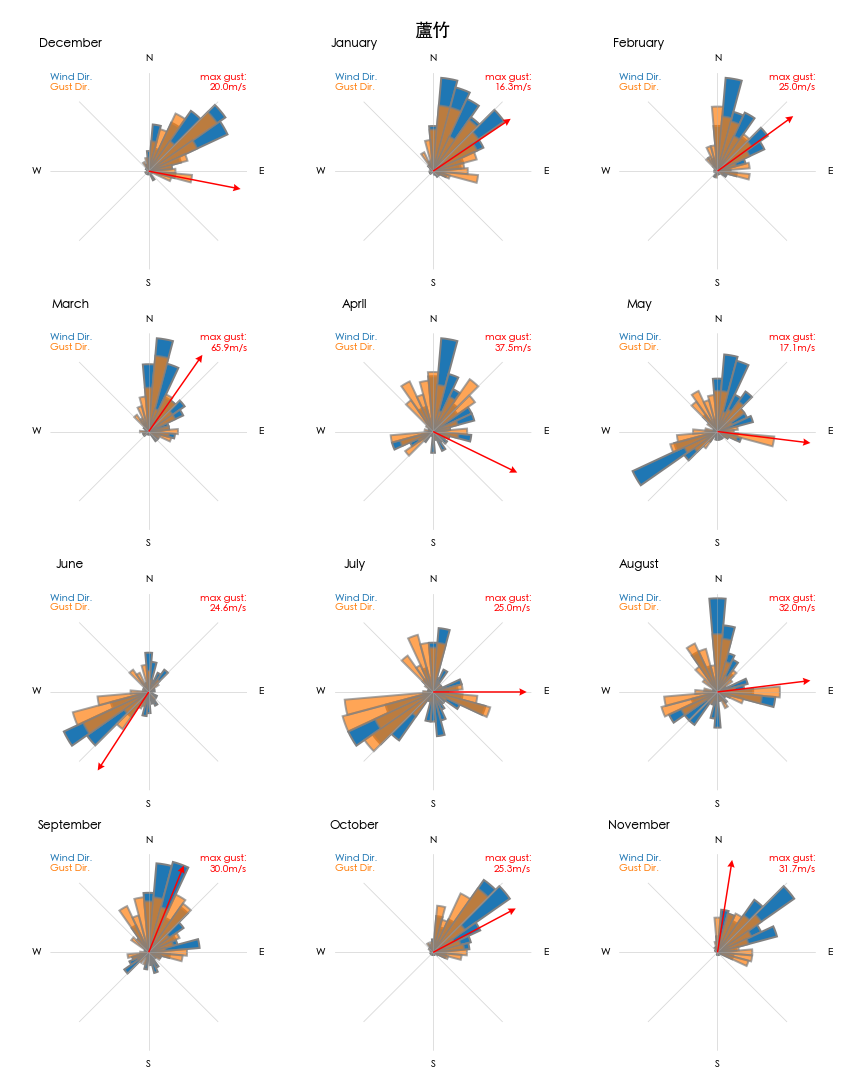 蘆竹
December
January
February
N
N
N
Wind Dir.
Gust Dir.
max gust:
20.0m/s
Wind Dir.
Gust Dir.
max gust:
16.3m/s
Wind Dir.
Gust Dir.
max gust:
25.0m/s
W
E
W
E
W
E
S
S
S
March
April
May
N
N
N
Wind Dir.
Gust Dir.
max gust:
65.9m/s
Wind Dir.
Gust Dir.
max gust:
37.5m/s
Wind Dir.
Gust Dir.
max gust:
17.1m/s
W
E
W
E
W
E
S
S
S
June
July
August
N
N
N
Wind Dir.
Gust Dir.
max gust:
24.6m/s
Wind Dir.
Gust Dir.
max gust:
25.0m/s
Wind Dir.
Gust Dir.
max gust:
32.0m/s
W
E
W
E
W
E
S
S
S
September
October
November
N
N
N
Wind Dir.
Gust Dir.
max gust:
30.0m/s
Wind Dir.
Gust Dir.
max gust:
25.3m/s
Wind Dir.
Gust Dir.
max gust:
31.7m/s
W
E
W
E
W
E
S
S
S